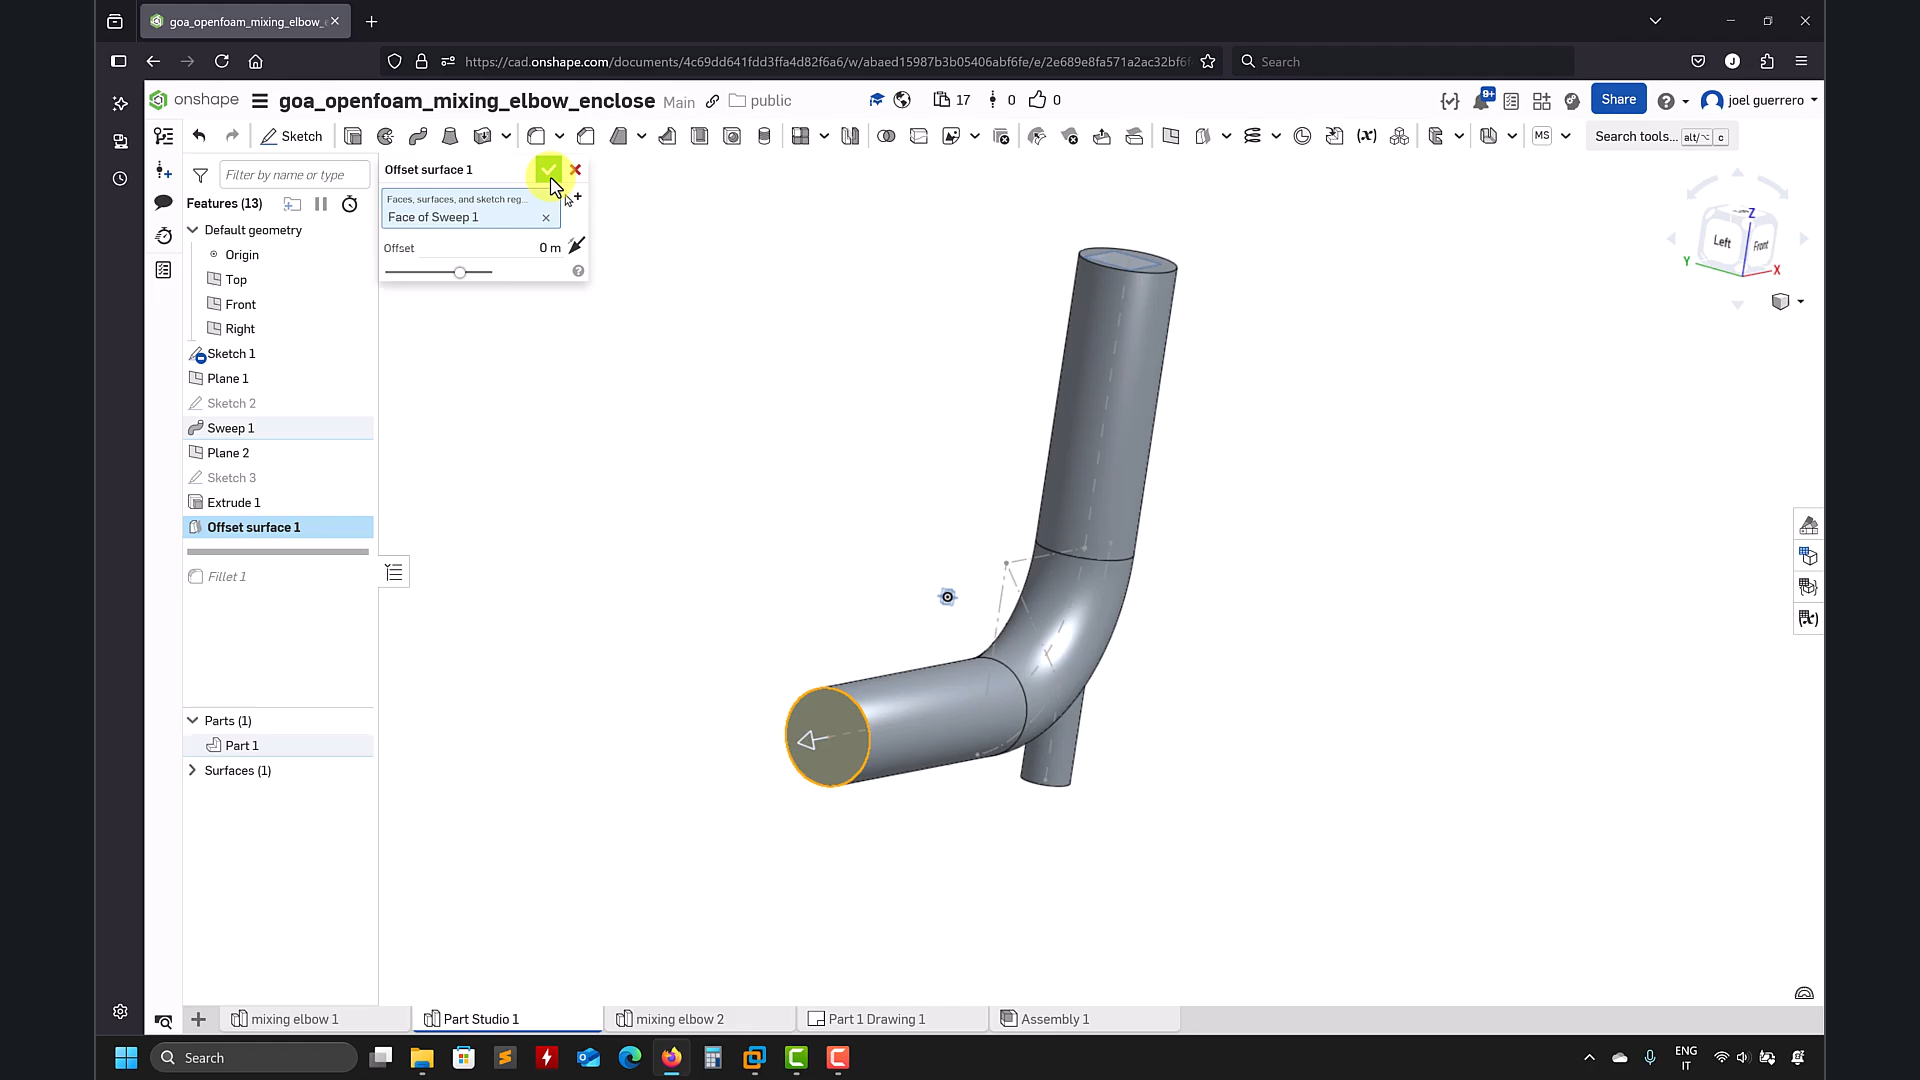 goa_openfoam_mixing_elbow_
https://cad.onshape.com/documents/4c69dd641fdd3ffa4d82f6a6/w/abaed15987b3b05406abf6fe/e/2e689e8fa571a2ac32bf6f
Search
J
onshape
goa_openfoam_mixing_elbow_enclose
Main
public
17
0
0
9+
Share
joel guerrero
Sketch
MS
Search tools...
alt/⌥
c
Filter by name or type
Features (13)
Default geometry
Origin
Top
Front
Right
Sketch 1
Plane 1
Sketch 2
Sweep 1
Plane 2
Sketch 3
Extrude 1
Offset surface 1
Fillet 1
Parts (1)
Part 1
Surfaces (1)
Offset surface 1
Faces, surfaces, and sketch reg...
Face of Sweep 1
Offset
0 m
Z
Left
Front
Y
X
mixing elbow 1
Part Studio 1
mixing elbow 2
Part 1 Drawing 1
Assembly 1
Search
ENG
IT